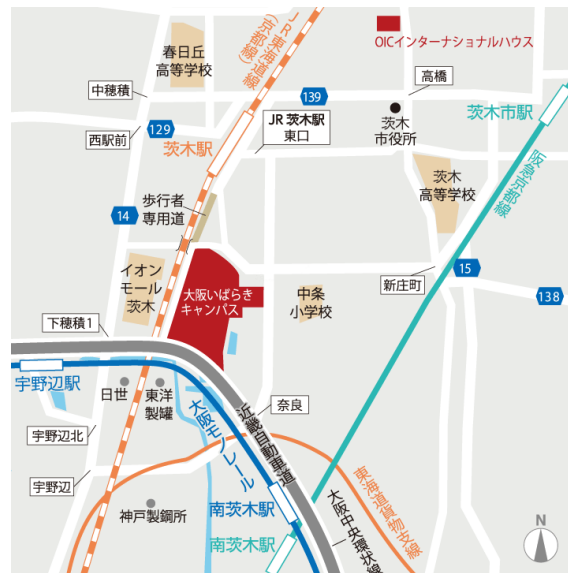 OICインターナショナルハウス
JR東海道線
（京都線）
春日丘
高等学校
高橋
中穂積
139
茨木市駅
JR 茨木駅
東口
茨木
市役所
129
西駅前
茨木駅
阪急京都線
茨木
高等学校
歩行者
専用道
14
イオン
モール
茨木
大阪いばらき
キャンパス
中条
小学校
新庄町
15
138
下穂積1
宇野辺駅
日世
東洋
製罐
大阪モノレール
近畿自動車道
奈良
宇野辺北
宇野辺
神戸製鋼所
南茨木駅
南茨木駅
大阪中央環状線
東海道貨物支線
N